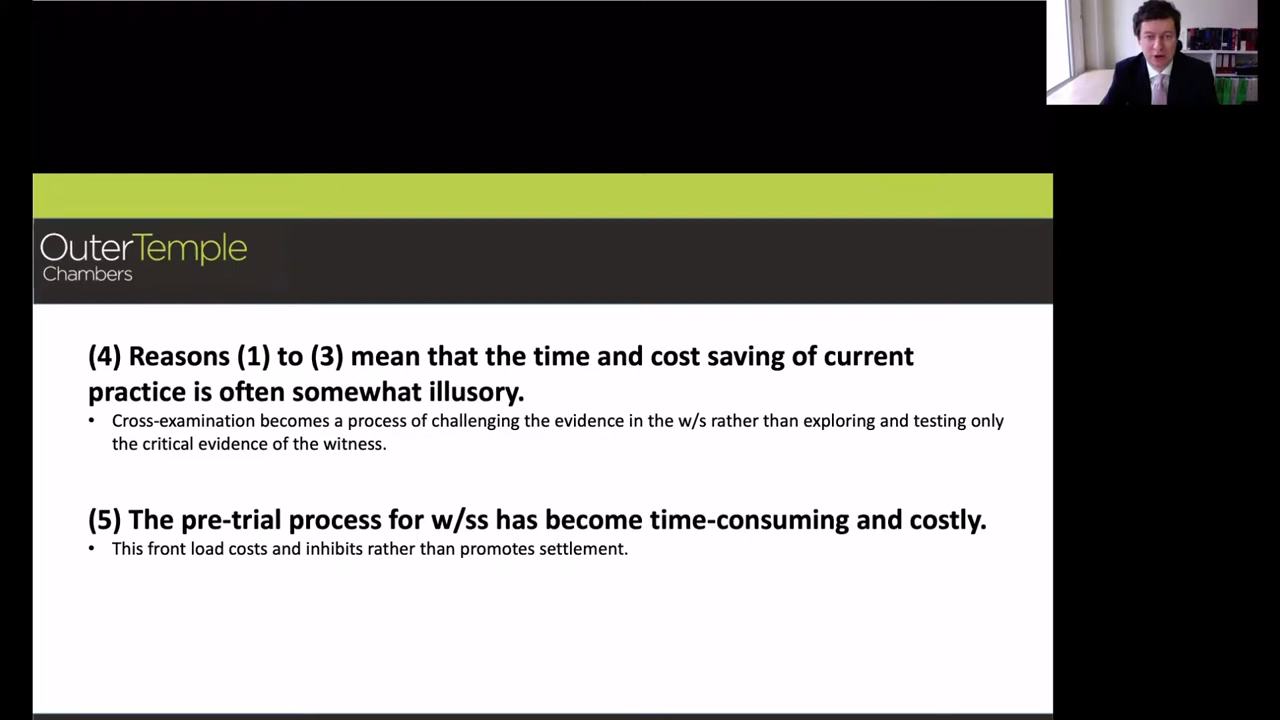 OuterTemple
Chambers
(4) Reasons (1) to (3) mean that the time and cost saving of current
practice is often somewhat illusory.
• Cross-examination becomes a process of challenging the evidence in the w/s rather than exploring and testing only
the critical evidence of the witness.
(5) The pre-trial process for w/ss has become time-consuming and costly.
• This front load costs and inhibits rather than promotes settlement.